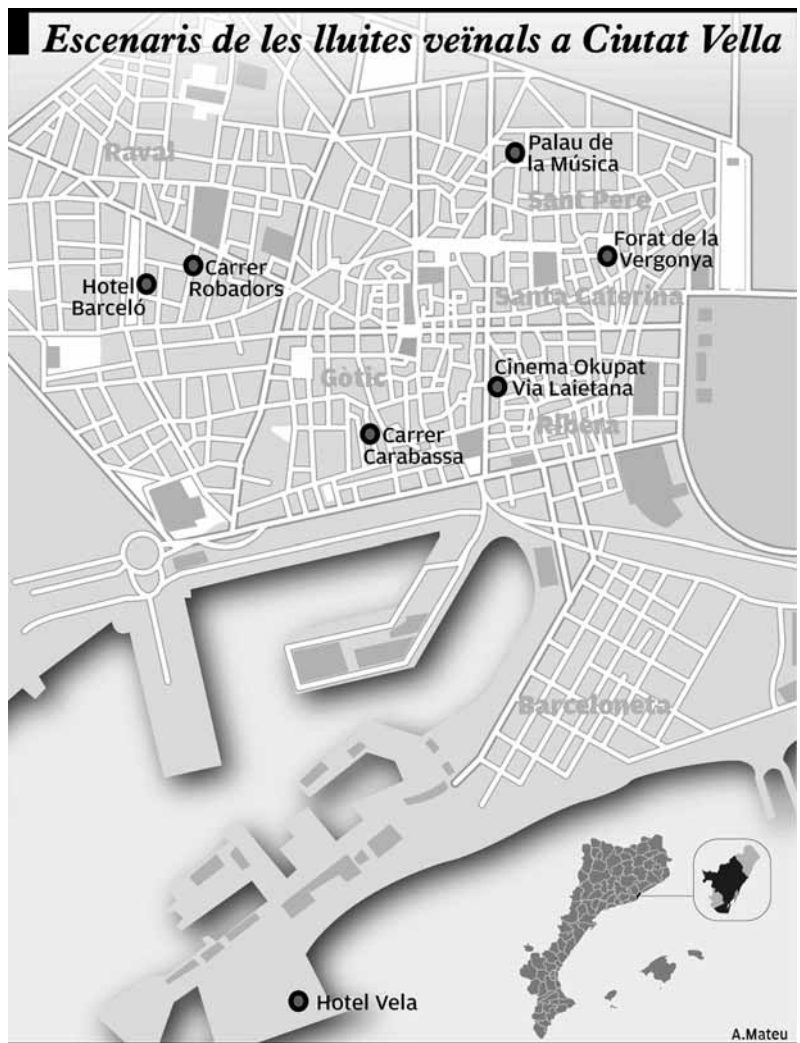 Escenaris de les lluites veïnals a Ciutat Vella
Raval
Palau de
la Música
Sant Pere
Forat de la
Vergonya
Carrer
Robadors
Hotel
Barceló
Santa Caterina
Gòtic
Cinema Okupat
Via Laietana
Ribera
Carrer
Carabassa
Barceloneta
Hotel Vela
A.Mateu